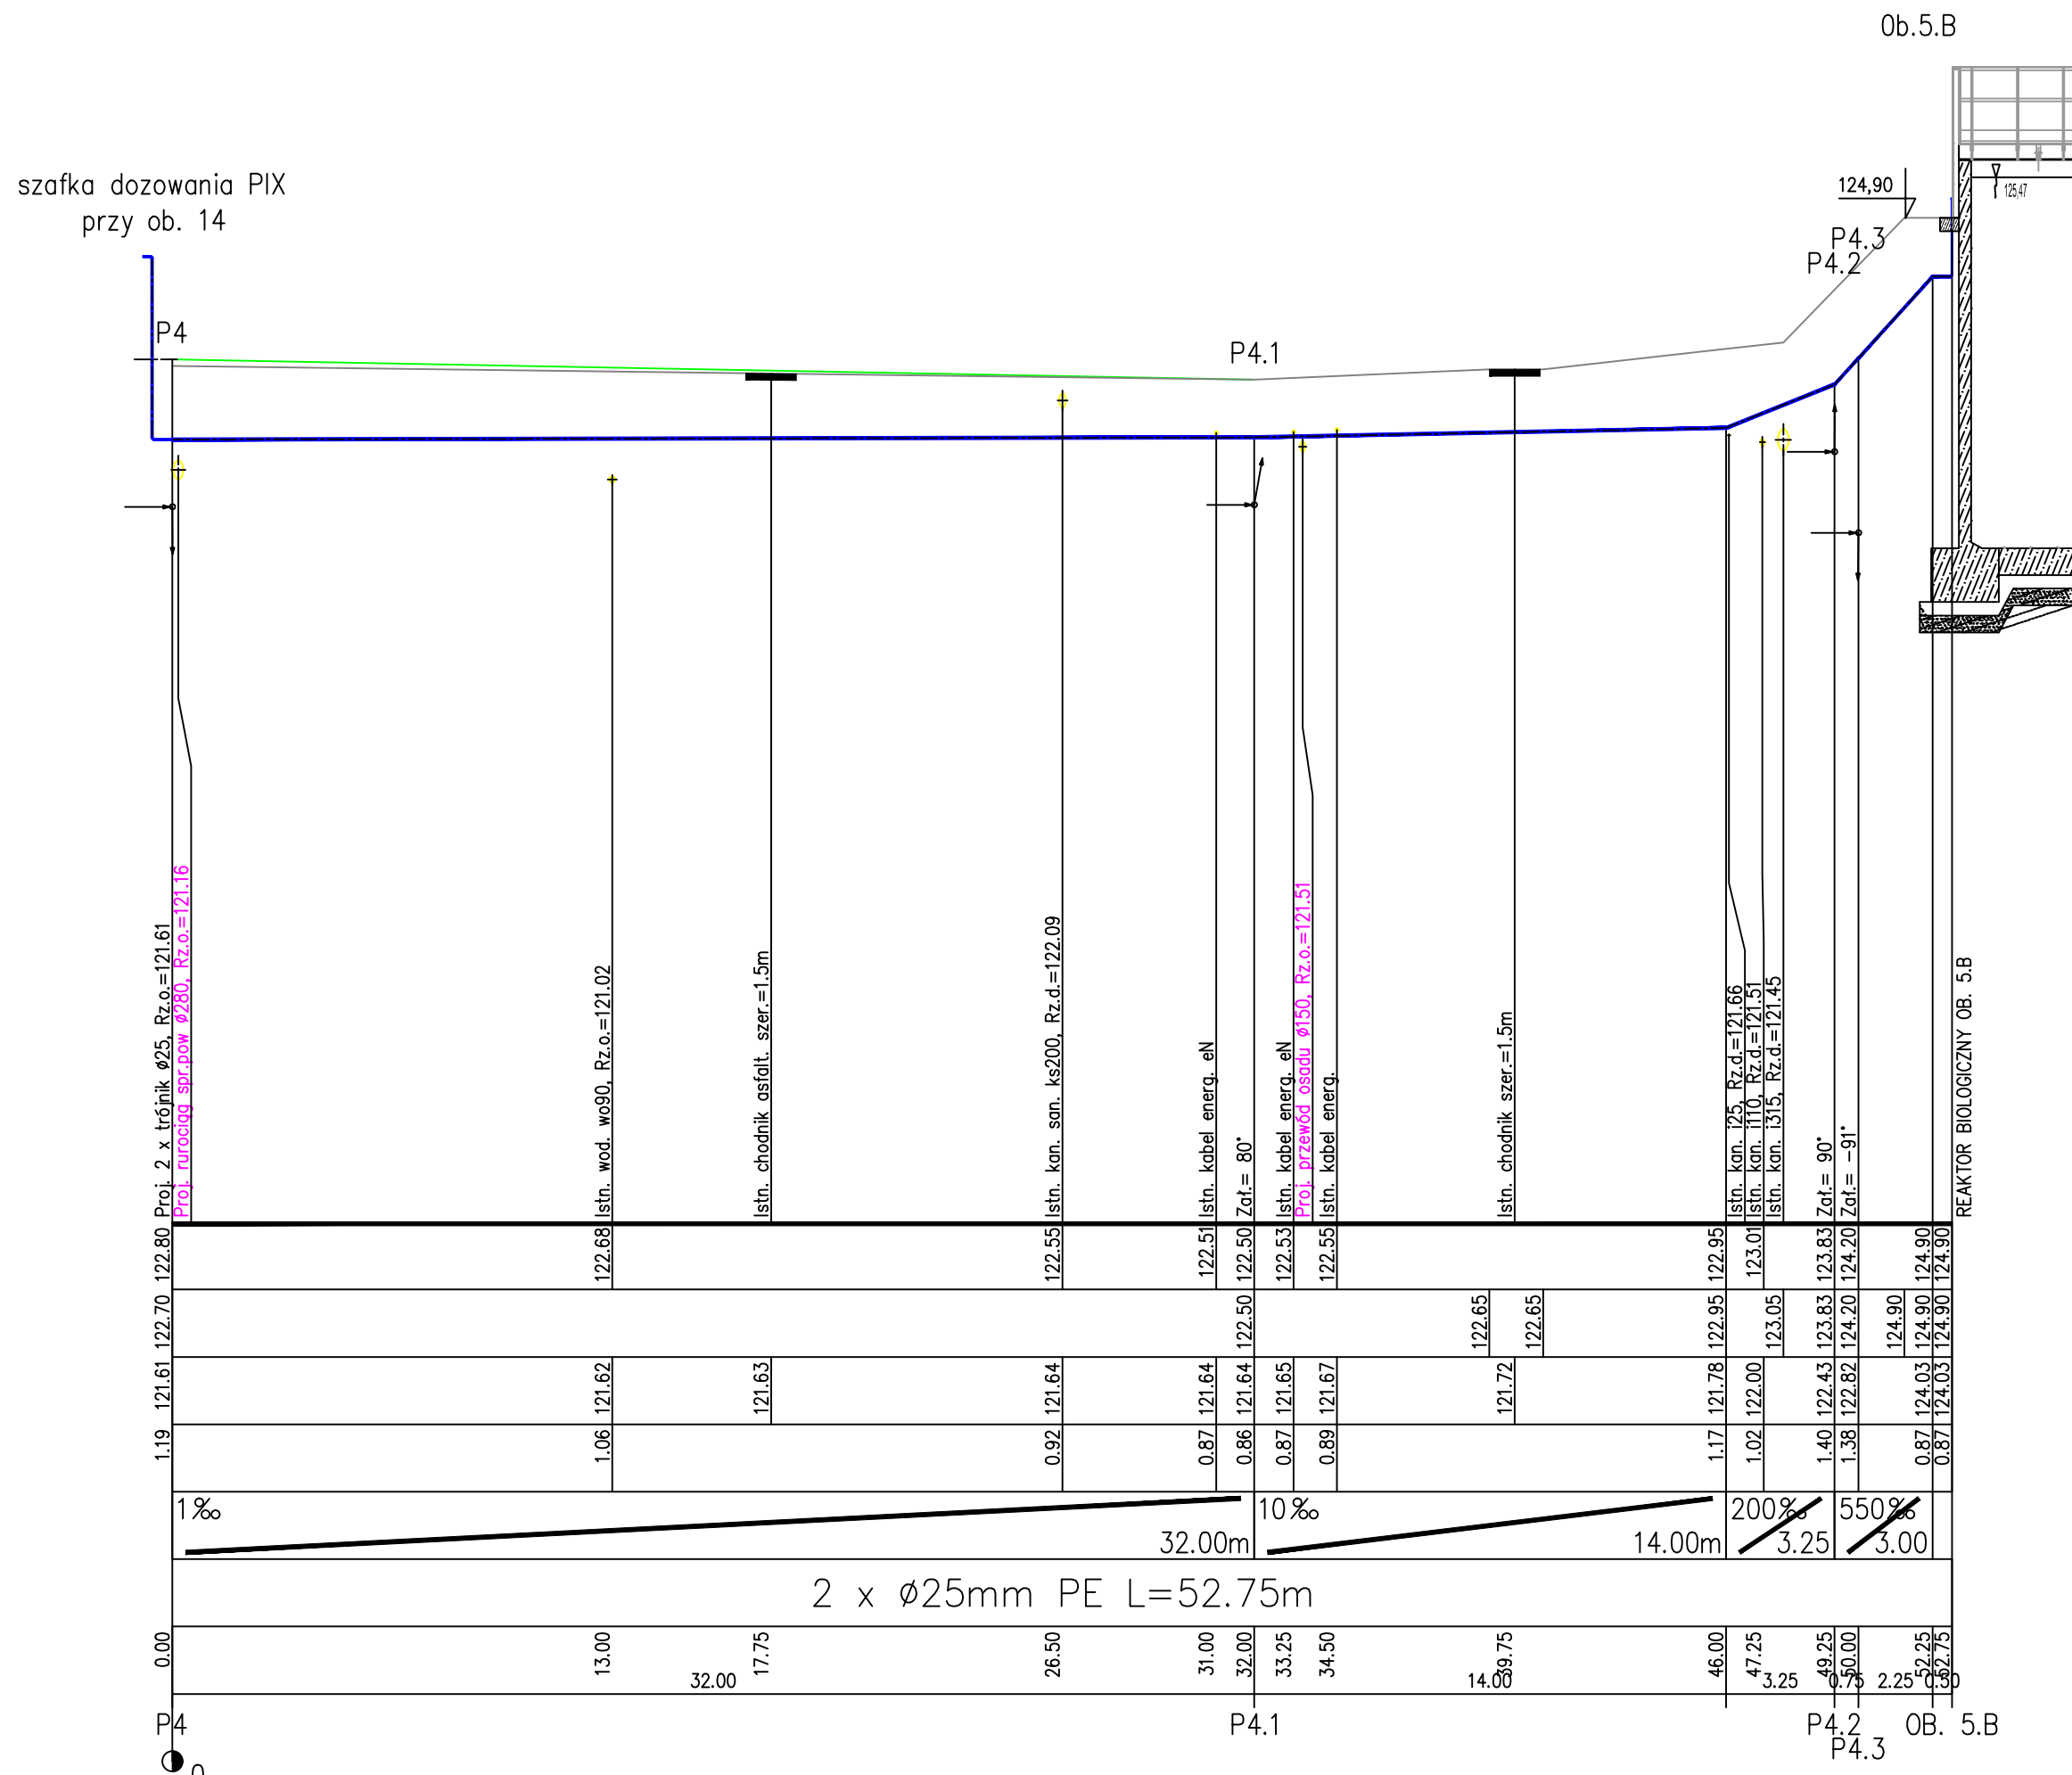 Ob.5.B
szafka dozowania PIX
przy ob. 14
124,90
125,47
P4.3
P4.2
P4
P4.1
Proj. 2 x trójnik ø25, Rz.o.=121.61
Proj. rurociąg spr.pow ø280, Rz.o.=121.16
Istn. wod. wo90, Rz.o.=121.02
Istn. chodnik asfalt. szer.=1.5m
Istn. kan. san. ks200, Rz.d.=122.09
Istn. kabel energ. eN
Zał.= 80°
Istn. kabel energ. eN
Proj. przewód osadu ø150, Rz.o.=121.51
Istn. kabel energ.
Istn. chodnik szer.=1.5m
Istn. kan. i25, Rz.d.=121.66
Istn. kan. i110, Rz.d.=121.51
Istn. kan. i315, Rz.d.=121.45
Zał.= 90°
Zał.= -91°
REAKTOR BIOLOGICZNY OB. 5.B
122.80 122.68 122.55 122.51 122.50 122.53 122.55 122.95 123.01 123.83 124.20 124.90 124.90
122.70 122.50 122.65 122.65 122.95 123.05 123.83 124.20 124.90 124.90 124.90
121.61 121.62 121.63 121.64 121.64 121.64 121.65 121.67 121.72 121.78 122.00 122.43 122.82 124.03 124.03
1.19 1.06 0.92 0.87 0.86 0.87 0.89 1.17 1.02 1.40 1.38 0.87 0.87
1‰ 10‰ 200‰ 550‰
32.00m 14.00m 3.25 3.00
2 x ø25mm PE L=52.75m
0.00 13.00 17.75 26.50 31.00 32.00 33.25 34.50 39.75 46.00 47.25 49.25 50.00 52.25 52.75
32.00 14.00 3.25 0.75 2.25 0.50
P4 P4.1 P4.2 OB. 5.B
P4.3